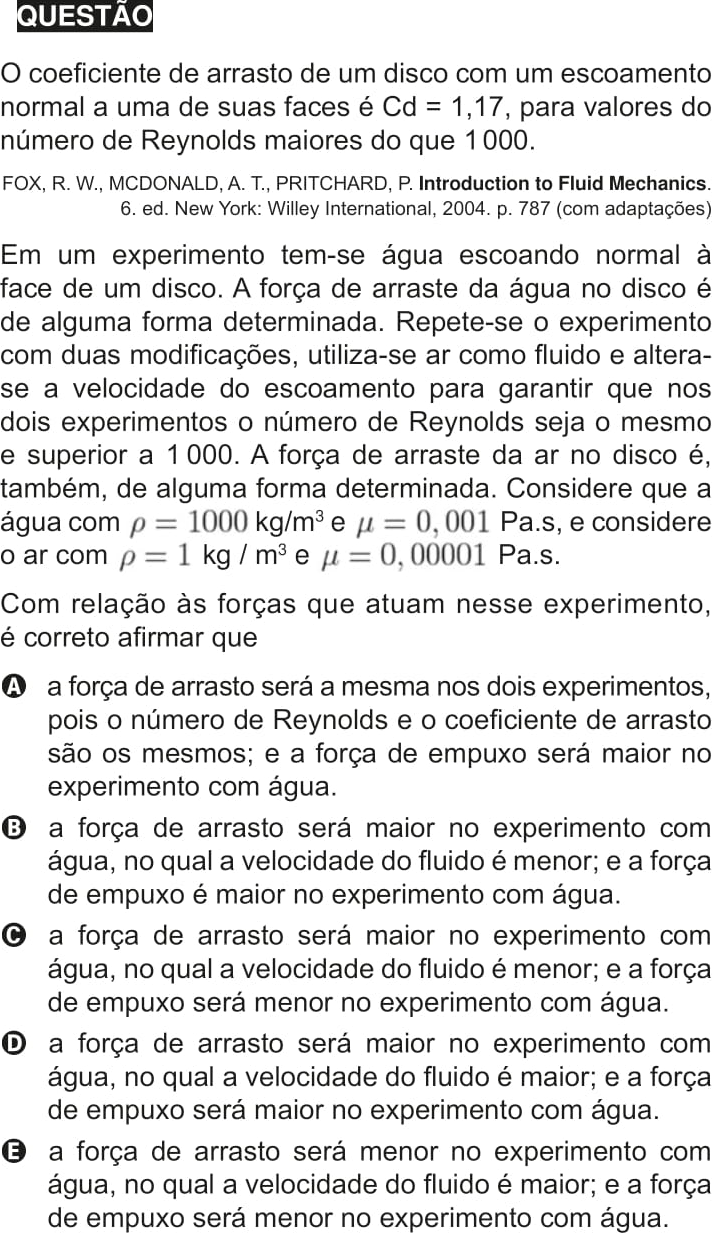 QUESTÃO
O coeficiente de arrasto de um disco com um escoamento
normal a uma de suas faces é Cd = 1,17, para valores do
número de Reynolds maiores do que 1 000.
FOX, R. W., MCDONALD, A. T., PRITCHARD, P. Introduction to Fluid Mechanics.
6. ed. New York: Willey International, 2004. p. 787 (com adaptações)
Em um experimento tem-se água escoando normal à
face de um disco. A força de arraste da água no disco é
de alguma forma determinada. Repete-se o experimento
com duas modificações, utiliza-se ar como fluido e altera-
se a velocidade do escoamento para garantir que nos
dois experimentos o número de Reynolds seja o mesmo
e superior a 1 000. A força de arraste da ar no disco é,
também, de alguma forma determinada. Considere que a
água com ρ = 1000 kg/m³ e μ = 0, 001 Pa.s, e considere
o ar com ρ = 1 kg / m³ e μ = 0, 00001 Pa.s.
Com relação às forças que atuam nesse experimento,
é correto afirmar que
A a força de arrasto será a mesma nos dois experimentos,
pois o número de Reynolds e o coeficiente de arrasto
são os mesmos; e a força de empuxo será maior no
experimento com água.
B a força de arrasto será maior no experimento com
água, no qual a velocidade do fluido é menor; e a força
de empuxo é maior no experimento com água.
C a força de arrasto será maior no experimento com
água, no qual a velocidade do fluido é menor; e a força
de empuxo será menor no experimento com água.
D a força de arrasto será maior no experimento com
água, no qual a velocidade do fluido é maior; e a força
de empuxo será maior no experimento com água.
E a força de arrasto será menor no experimento com
água, no qual a velocidade do fluido é maior; e a força
de empuxo será menor no experimento com água.